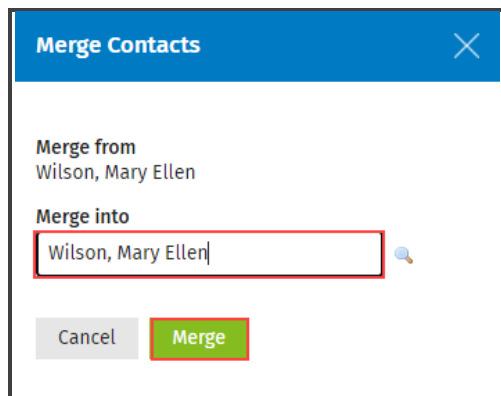 Merge Contacts
Merge from
Wilson, Mary Ellen
Merge into
Wilson, Mary Ellen
Cancel Merge